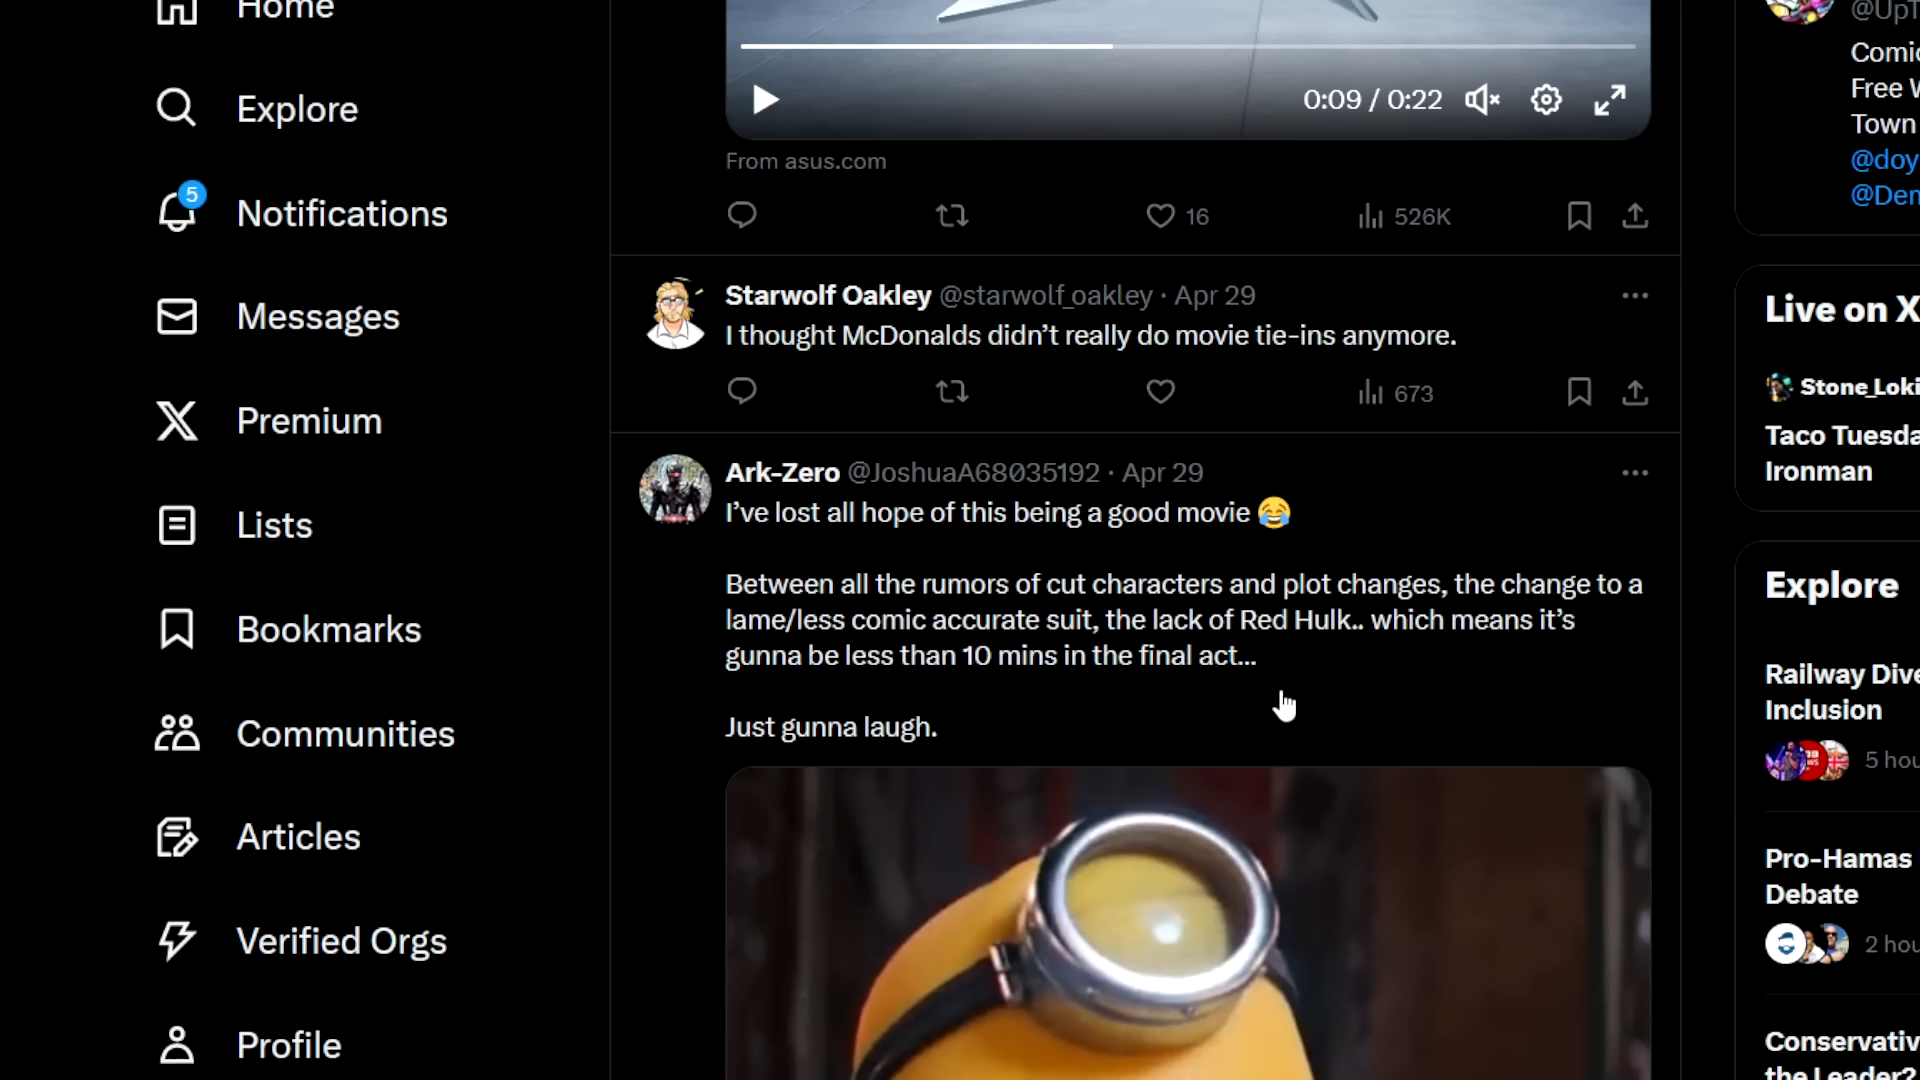 Home
Explore
5
Notifications
Messages
Premium
Lists
Bookmarks
Communities
Articles
Verified Orgs
Profile
0:09 / 0:22
From asus.com
16
526K
Starwolf Oakley @starwolf_oakley · Apr 29
I thought McDonalds didn’t really do movie tie-ins anymore.
673
Ark-Zero @JoshuaA68035192 · Apr 29
I’ve lost all hope of this being a good movie 😂
Between all the rumors of cut characters and plot changes, the change to a
lame/less comic accurate suit, the lack of Red Hulk.. which means it’s
gunna be less than 10 mins in the final act...
Just gunna laugh.
@UpT
Comic
Free W
Town
@doy
@Dem
Live on X
Stone_Loki
Taco Tuesda
Ironman
Explore
Railway Dive
Inclusion
5 hou
Pro-Hamas
Debate
2 hou
Conservativ
the Leader?